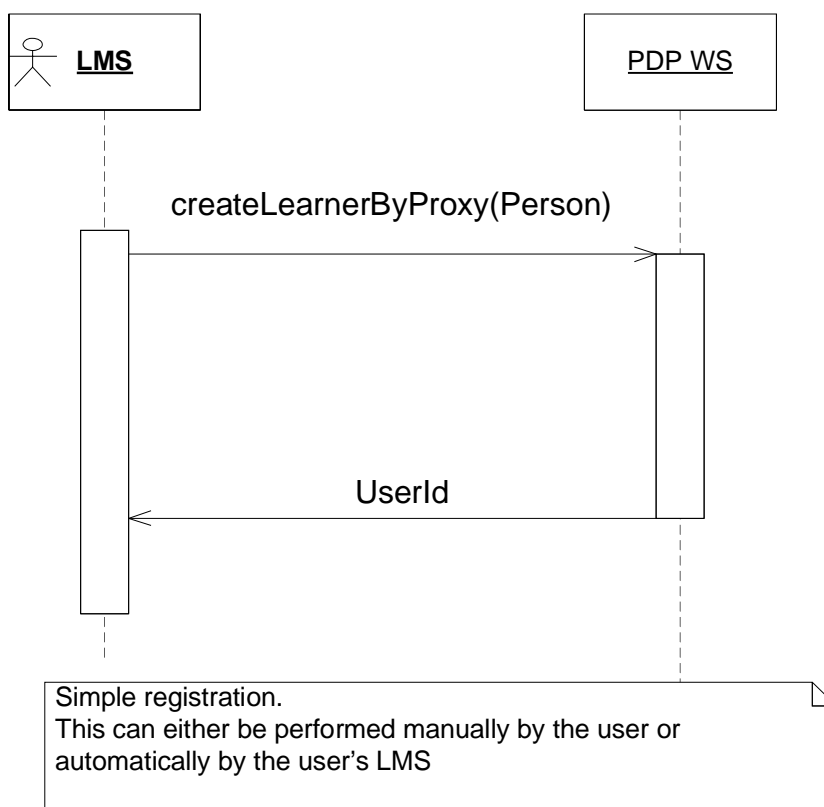 LMS
PDP WS
createLearnerByProxy(Person)
UserId
Simple registration.
This can either be performed manually by the user or
automatically by the user’s LMS